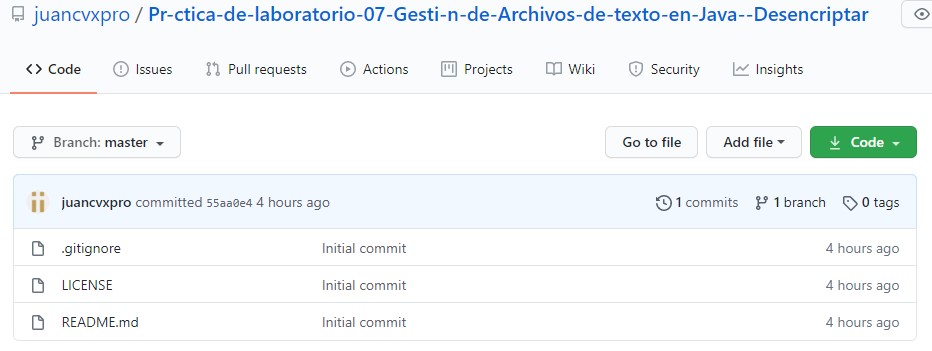 juancvxpro / Pr-ctica-de-laboratorio-07-Gesti-n-de-Archivos-de-texto-en-Java--Desencriptar
Code Issues Pull requests Actions Projects Wiki Security Insights
Branch: master Go to file Add file Code
juancvxpro committed 55aa0e4 4 hours ago 1 commits 1 branch 0 tags
.gitignore Initial commit 4 hours ago
LICENSE Initial commit 4 hours ago
README.md Initial commit 4 hours ago